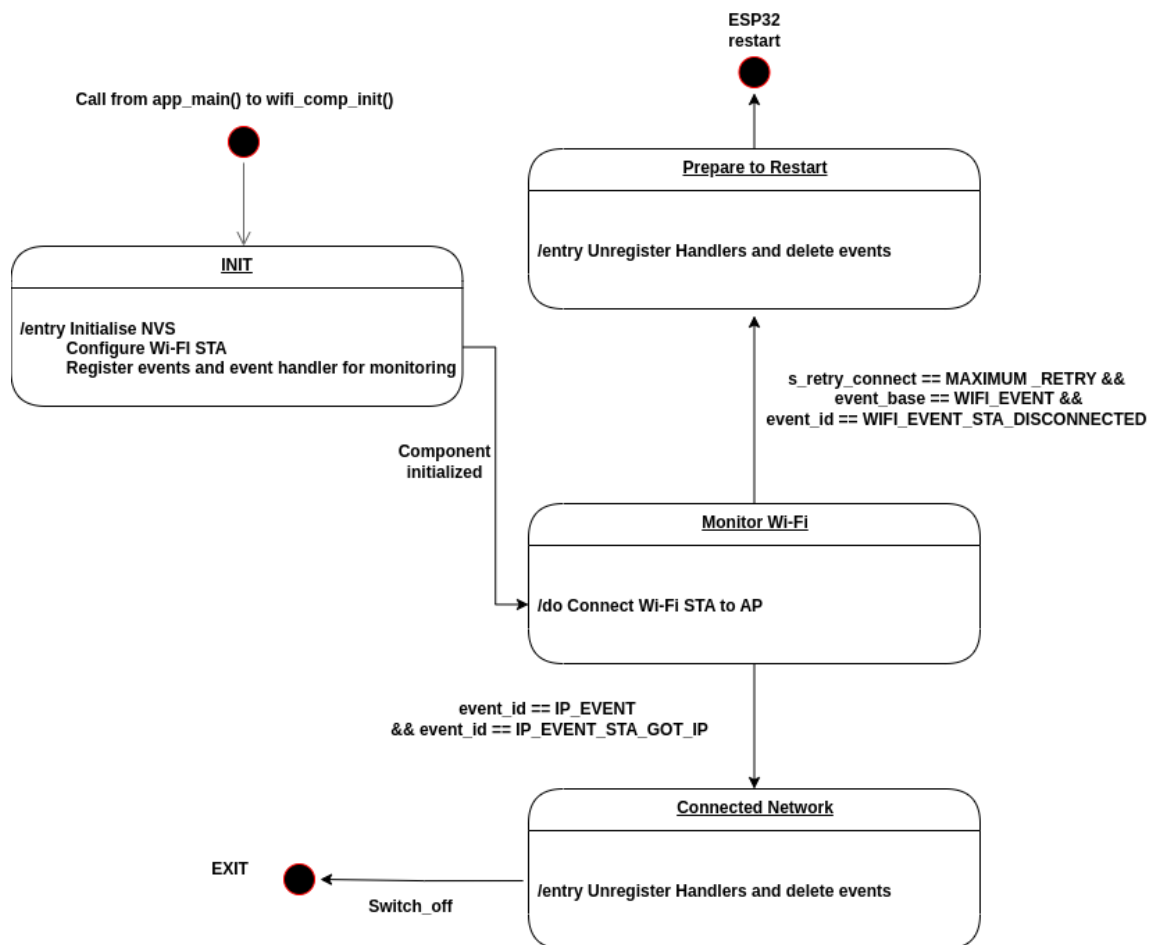 ESP32
restart
Call from app_main() to wifi_comp_init()
Prepare to Restart
/entry Unregister Handlers and delete events
INIT
/entry Initialise NVS
Configure Wi-FI STA
Register events and event handler for monitoring
s_retry_connect == MAXIMUM _RETRY &&
event_base == WIFI_EVENT &&
event_id == WIFI_EVENT_STA_DISCONNECTED
Component
initialized
Monitor Wi-Fi
/do Connect Wi-Fi STA to AP
event_id == IP_EVENT
&& event_id == IP_EVENT_STA_GOT_IP
Connected Network
/entry Unregister Handlers and delete events
EXIT
Switch_off